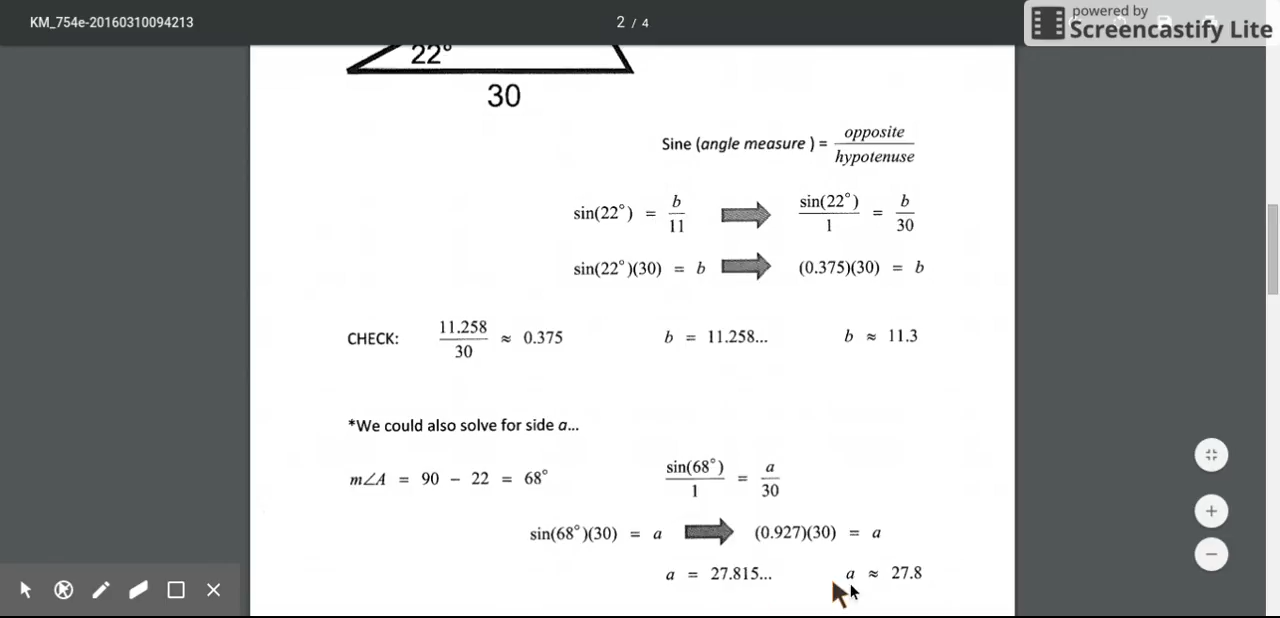 KM_754e-20160310094213
2 / 4
powered by
Screencastify Lite
22°
30
Sine (angle measure ) = opposite / hypotenuse
sin(22°) = b / 11 sin(22°) / 1 = b / 30
sin(22°)(30) = b (0.375)(30) = b
CHECK: 11.258 / 30 ≈ 0.375 b = 11.258... b ≈ 11.3
*We could also solve for side a...
m∠A = 90 − 22 = 68° sin(68°) / 1 = a / 30
sin(68°)(30) = a (0.927)(30) = a
a = 27.815... a ≈ 27.8